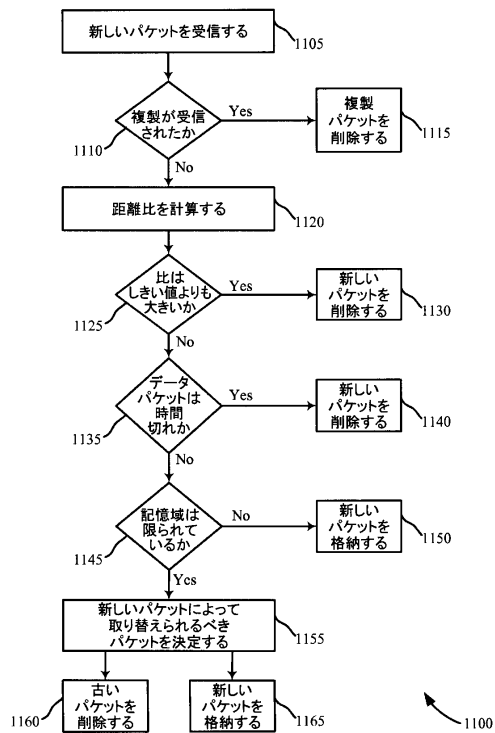 新しいパケットを受信する
1105
複製が受信
されたか
1110
Yes
複製
パケットを
削除する
1115
No
距離比を計算する
1120
比は
しきい値よりも
大きいか
1125
Yes
新しい
パケットを
削除する
1130
No
データ
パケットは
時間
切れか
1135
Yes
新しい
パケットを
削除する
1140
No
記憶域は
限られて
いるか
1145
No
新しい
パケットを
格納する
1150
Yes
新しいパケットによって
取り替えられるべき
パケットを決定する
1155
古い
パケットを
削除する
1160
新しい
パケットを
格納する
1165
1100